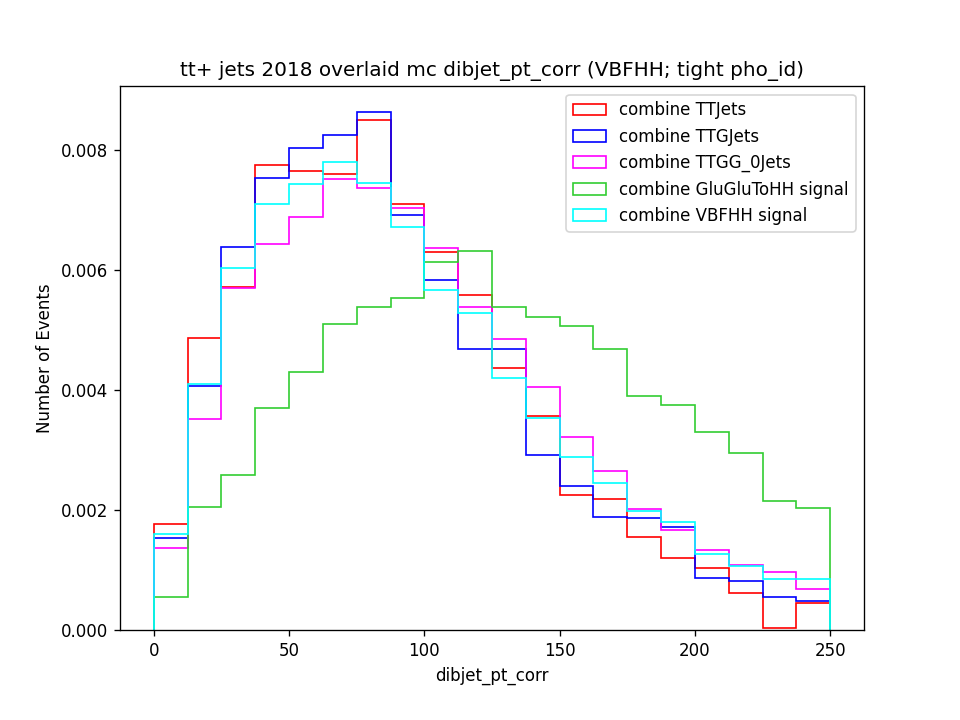 tt+ jets 2018 overlaid mc dibjet_pt_corr (VBFHH; tight pho_id)
combine TTJets
combine TTGJets
combine TTGG_0Jets
combine GluGluToHH signal
combine VBFHH signal
Number of Events
0.008
0.006
0.004
0.002
0.000
0 50 100 150 200 250
dibjet_pt_corr